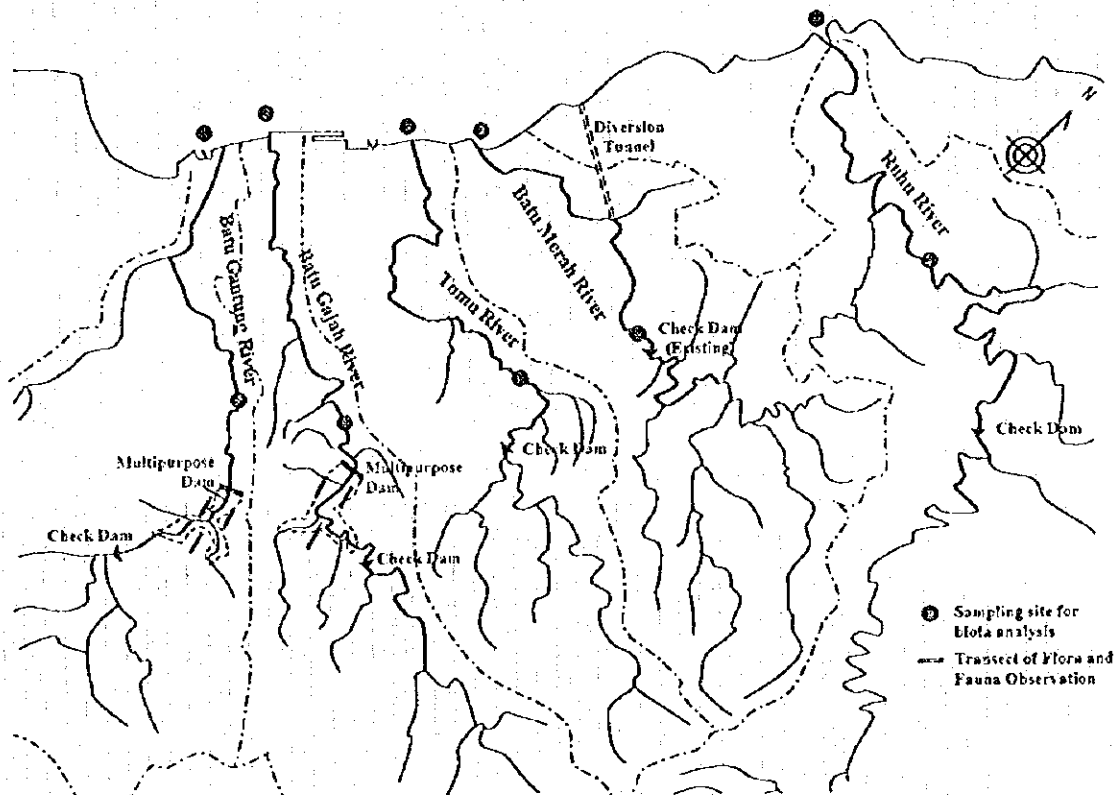 N
Diversion
Tunnel
Ruhu River
Batu Merah River
Batu Gantung River
Batu Gajah River
Tomu River
Check Dam
(Existing)
Check Dam
Check Dam
Multipurpose
Dam
Multipurpose
Dam
Check Dam
Check Dam
Sampling site for
biota analysis
Transect of Flora and
Fauna Observation